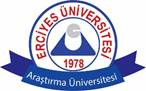 ERCİYES ÜNİVERSİTESİ
1978
Araştırma Üniversitesi